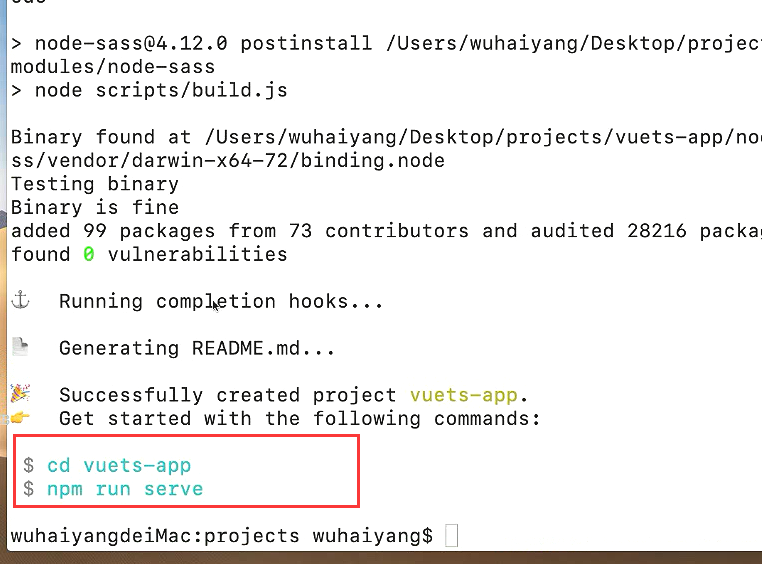 > node-sass@4.12.0 postinstall /Users/wuhaiyang/Desktop/projec
modules/node-sass
> node scripts/build.js
Binary found at /Users/wuhaiyang/Desktop/projects/vuets-app/no
ss/vendor/darwin-x64-72/binding.node
Testing binary
Binary is fine
added 99 packages from 73 contributors and audited 28216 packa
found 0 vulnerabilities
Running completion hooks...
Generating README.md...
Successfully created project vuets-app.
Get started with the following commands:
$ cd vuets-app
$ npm run serve
wuhaiyangdeiMac:projects wuhaiyang$